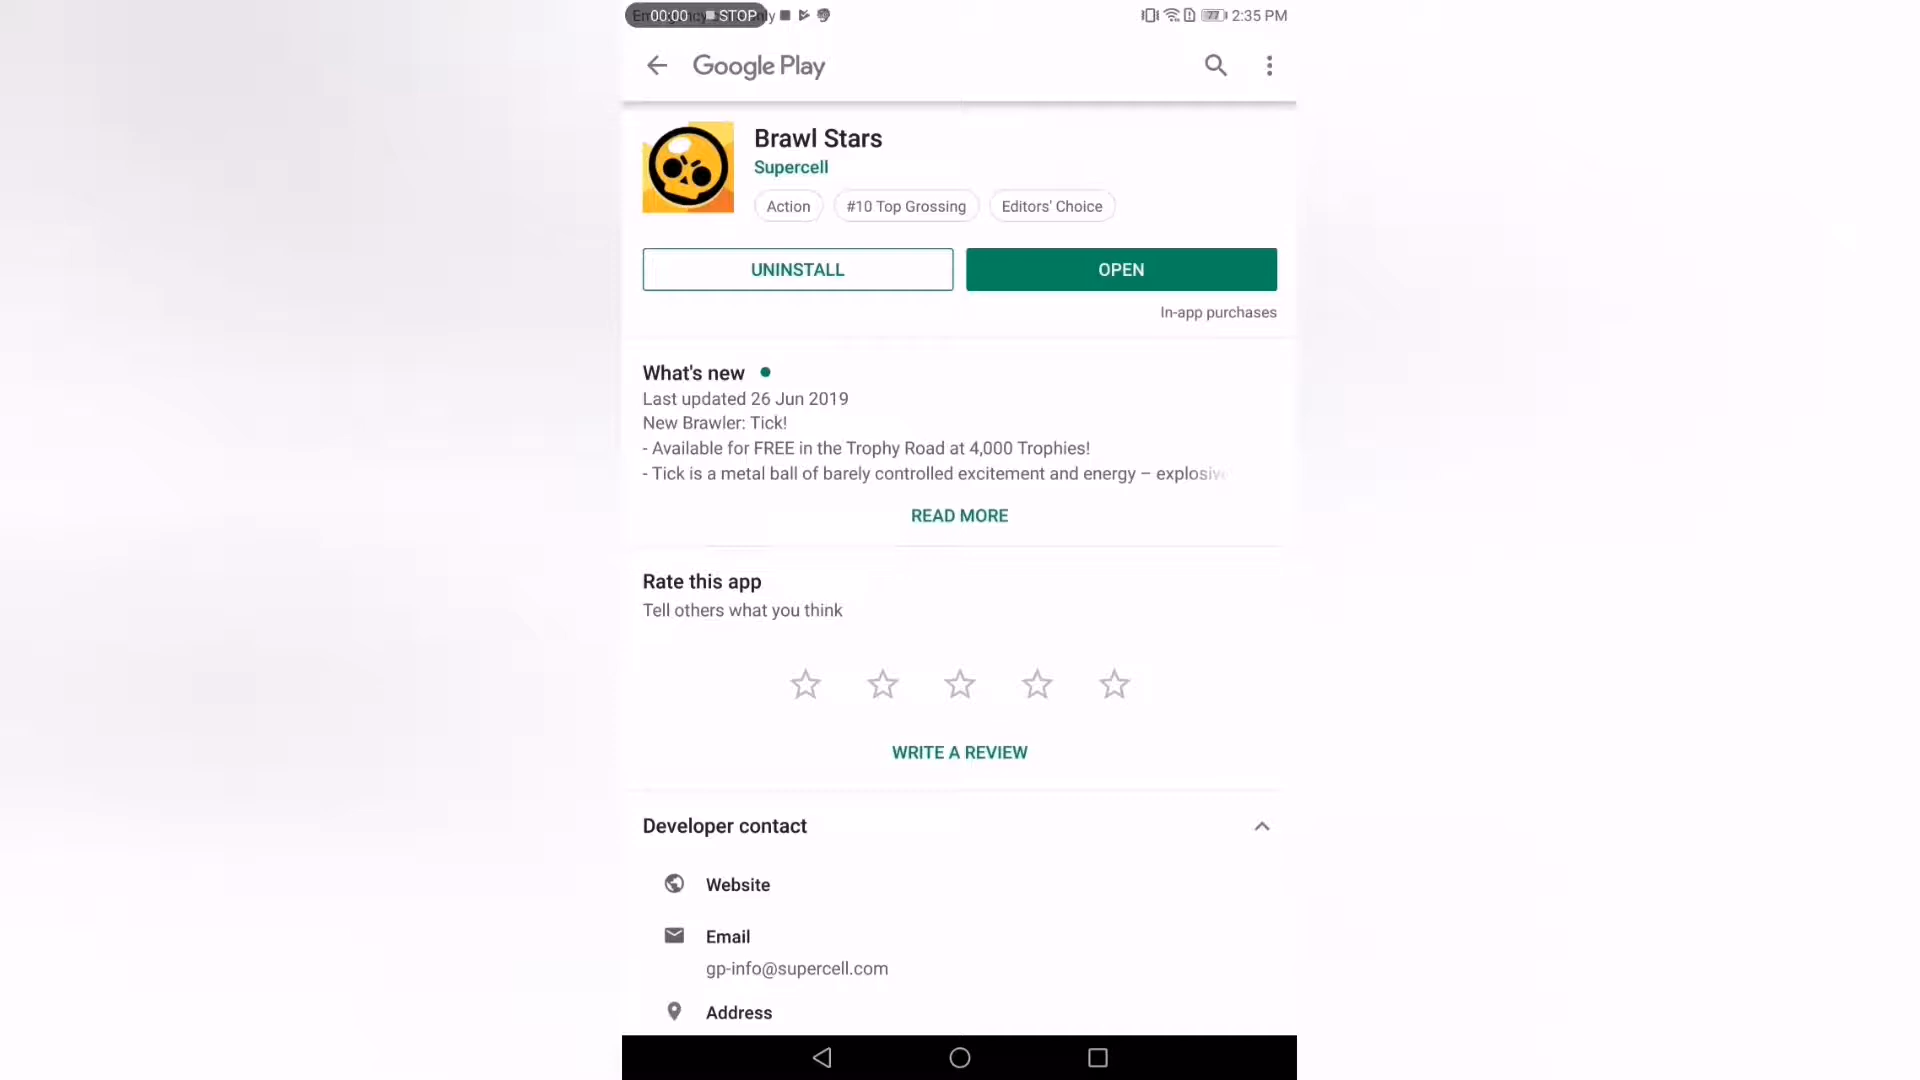 00:00 STOP
77 2:35 PM
Google Play
Brawl Stars
Supercell
Action #10 Top Grossing Editors' Choice
UNINSTALL OPEN
In-app purchases
What's new
Last updated 26 Jun 2019
New Brawler: Tick!
- Available for FREE in the Trophy Road at 4,000 Trophies!
- Tick is a metal ball of barely controlled excitement and energy – explosive
READ MORE
Rate this app
Tell others what you think
WRITE A REVIEW
Developer contact
Website
Email
gp-info@supercell.com
Address